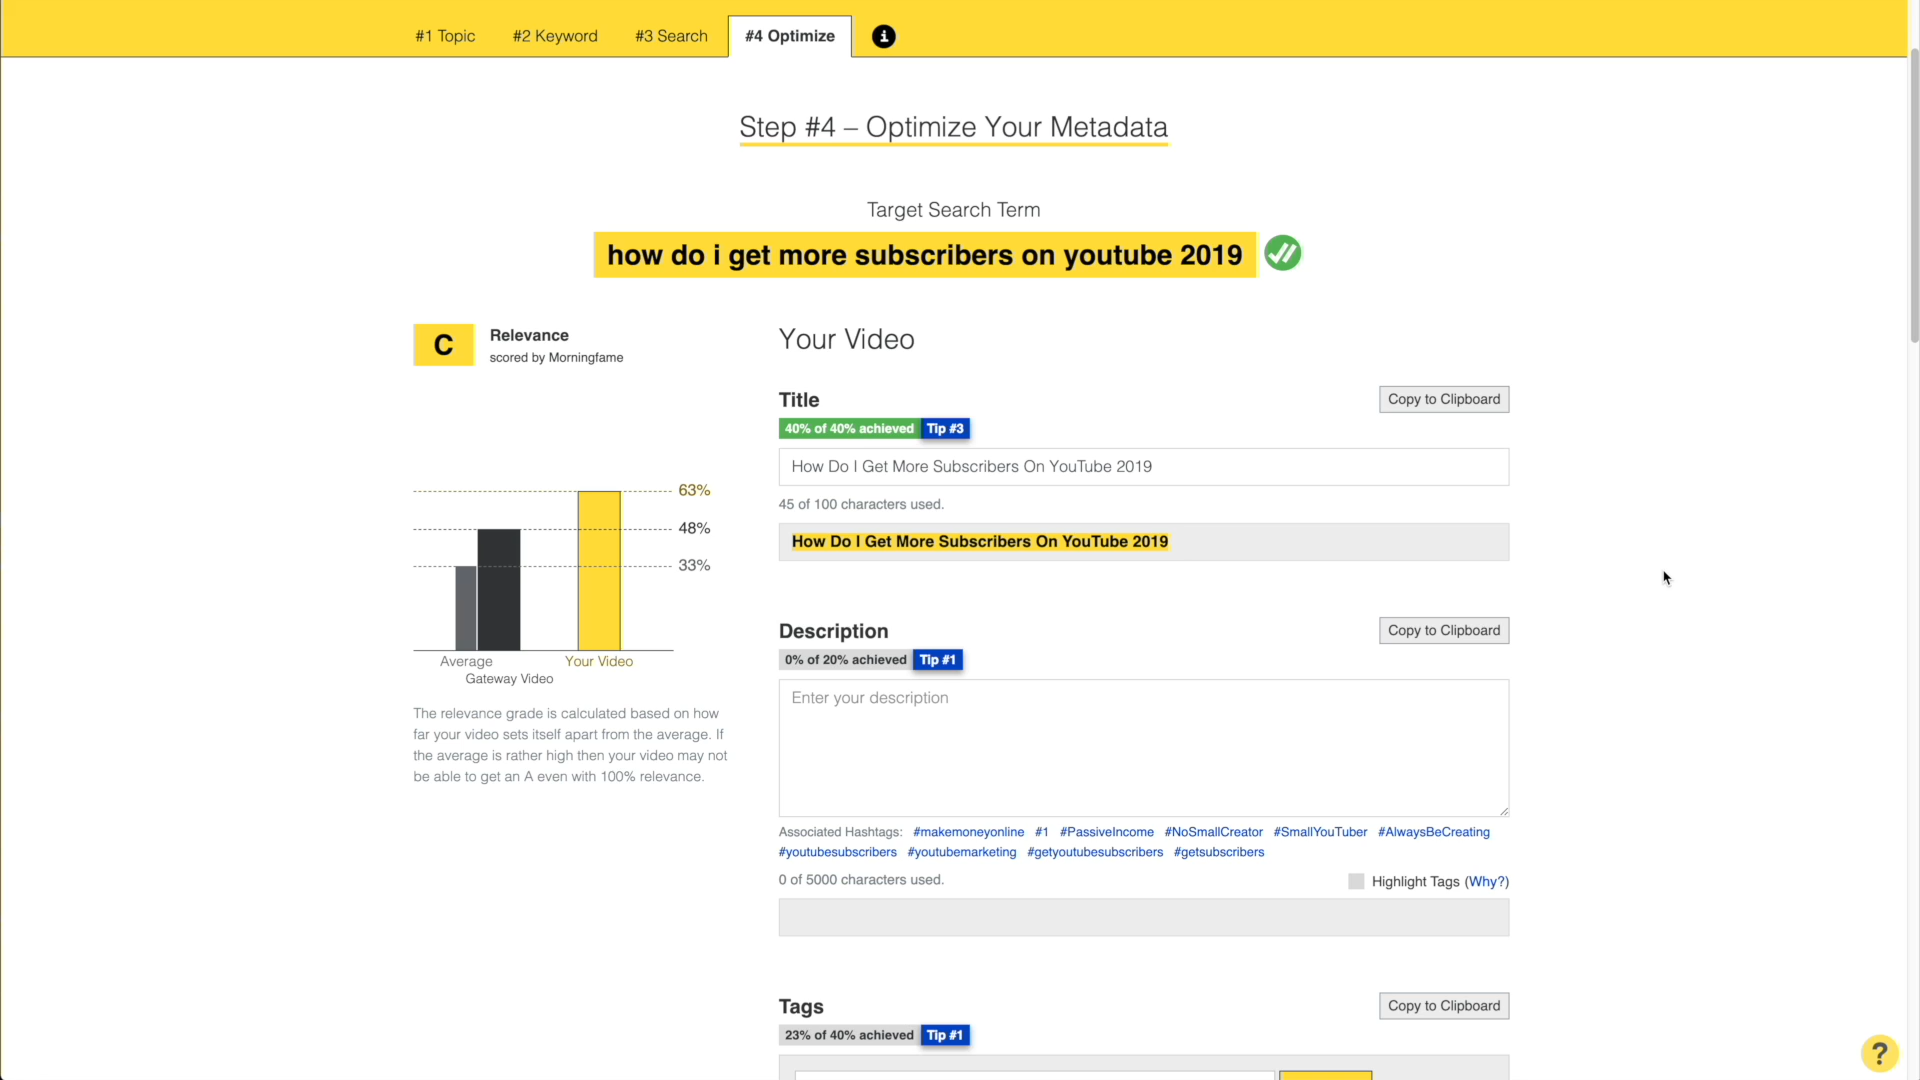 #1 Topic #2 Keyword #3 Search #4 Optimize i
Step #4 – Optimize Your Metadata
Target Search Term
how do i get more subscribers on youtube 2019
C
Relevance
scored by Morningfame
63%
48%
33%
Average
Your Video
Gateway Video
The relevance grade is calculated based on how
far your video sets itself apart from the average. If
the average is rather high then your video may not
be able to get an A even with 100% relevance.
Your Video
Title
Copy to Clipboard
40% of 40% achieved Tip #3
How Do I Get More Subscribers On YouTube 2019
45 of 100 characters used.
How Do I Get More Subscribers On YouTube 2019
Description
Copy to Clipboard
0% of 20% achieved Tip #1
Enter your description
Associated Hashtags: #makemoneyonline #1 #PassiveIncome #NoSmallCreator #SmallYouTuber #AlwaysBeCreating
#youtubesubscribers #youtubemarketing #getyoutubesubscribers #getsubscribers
0 of 5000 characters used.
Highlight Tags (Why?)
Tags
Copy to Clipboard
23% of 40% achieved Tip #1
?